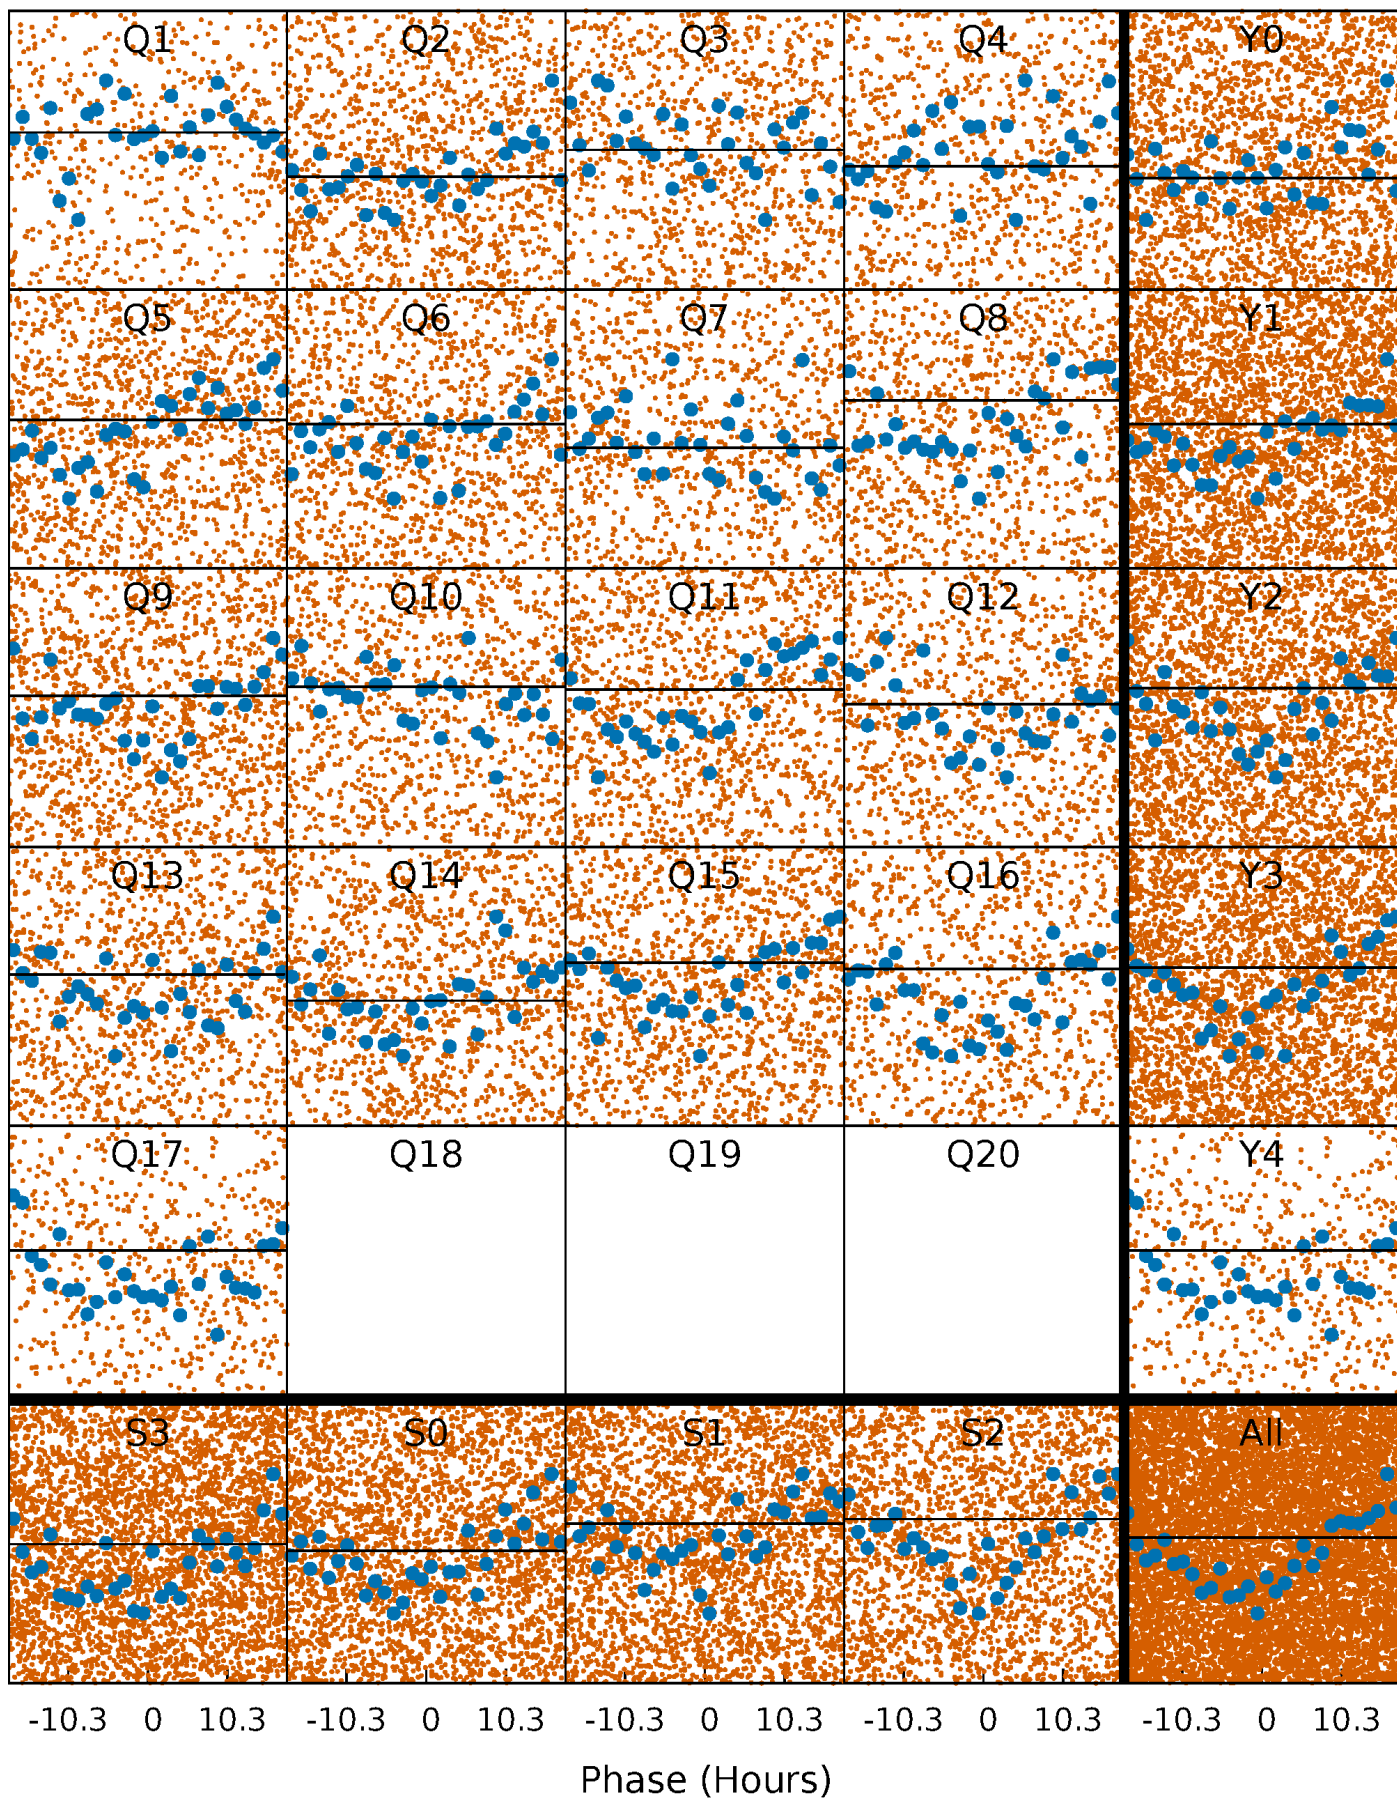 Q1 Q2 Q3 Q4 Y0
Q5 Q6 Q7 Q8 Y1
Q9 Q10 Q11 Q12 Y2
Q13 Q14 Q15 Q16 Y3
Q17 Q18 Q19 Q20 Y4
S3 S0 S1 S2 All
-10.3 0 10.3 -10.3 0 10.3 -10.3 0 10.3 -10.3 0 10.3 -10.3 0 10.3
Phase (Hours)